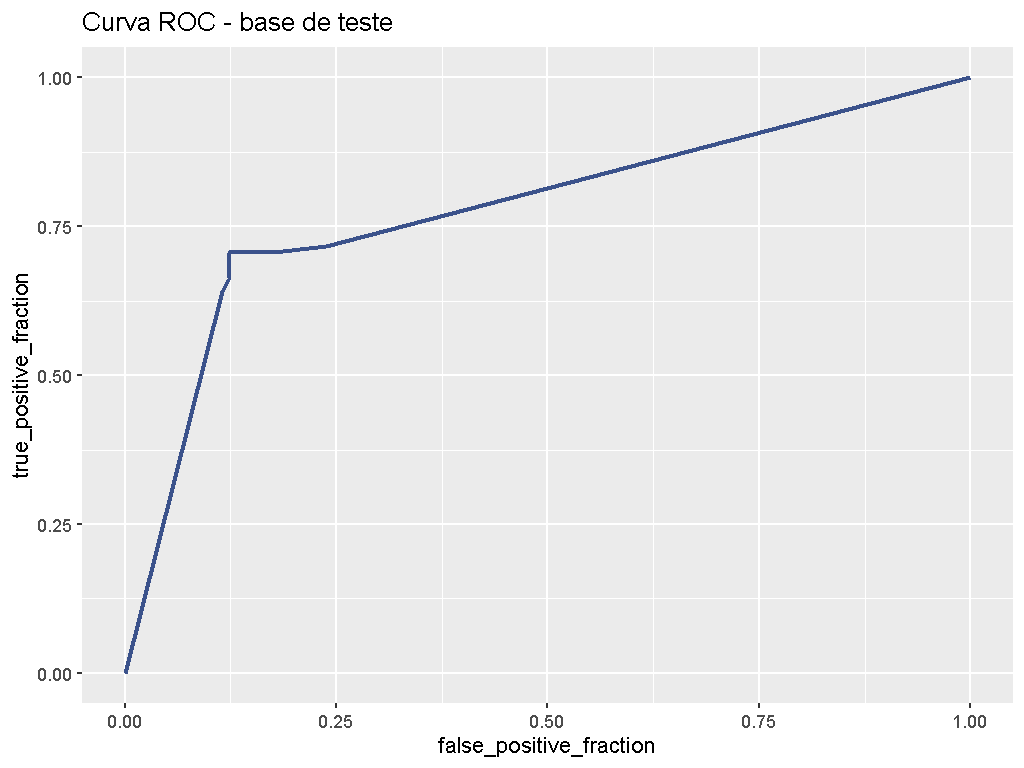 Curva ROC - base de teste
1.00
0.75
0.50
0.25
0.00
true_positive_fraction
0.00 0.25 0.50 0.75 1.00
false_positive_fraction